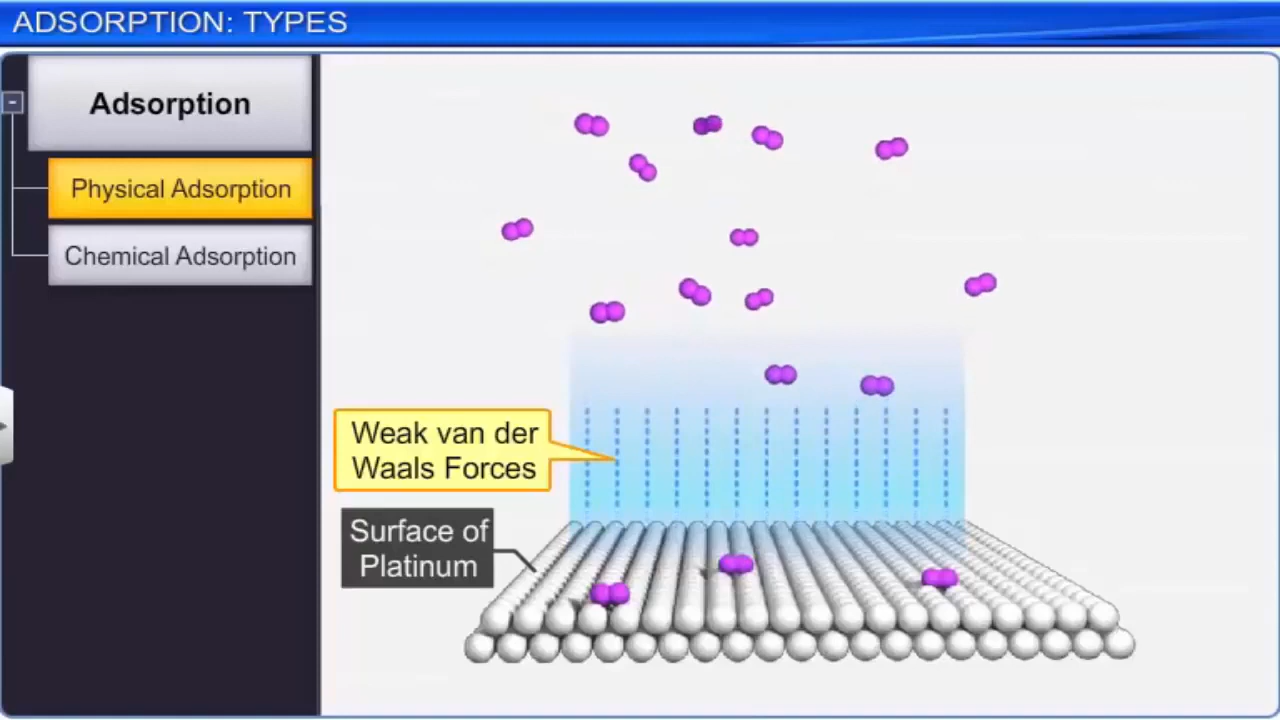 ADSORPTION: TYPES
Adsorption
Physical Adsorption
Chemical Adsorption
Weak van der
Waals Forces
Surface of
Platinum